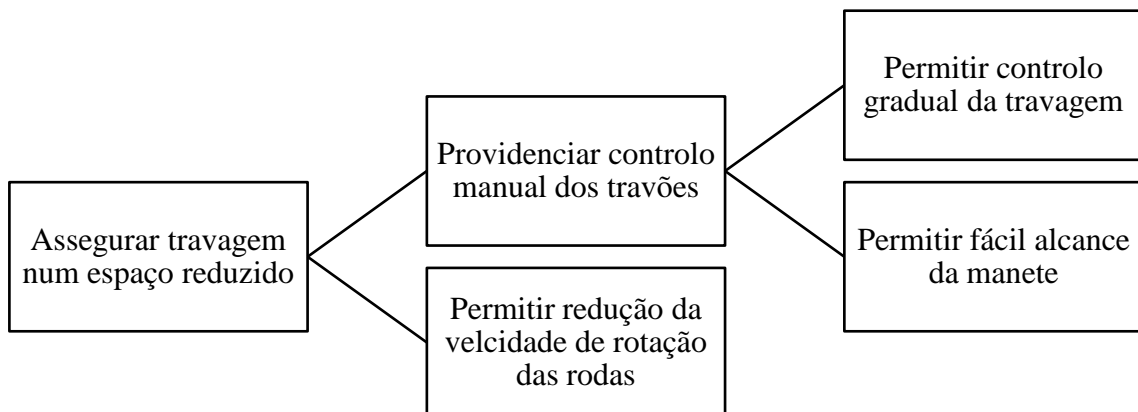 Assegurar travagem
num espaço reduzido
Providenciar controlo
manual dos travões
Permitir redução da
velcidade de rotação
das rodas
Permitir controlo
gradual da travagem
Permitir fácil alcance
da manete